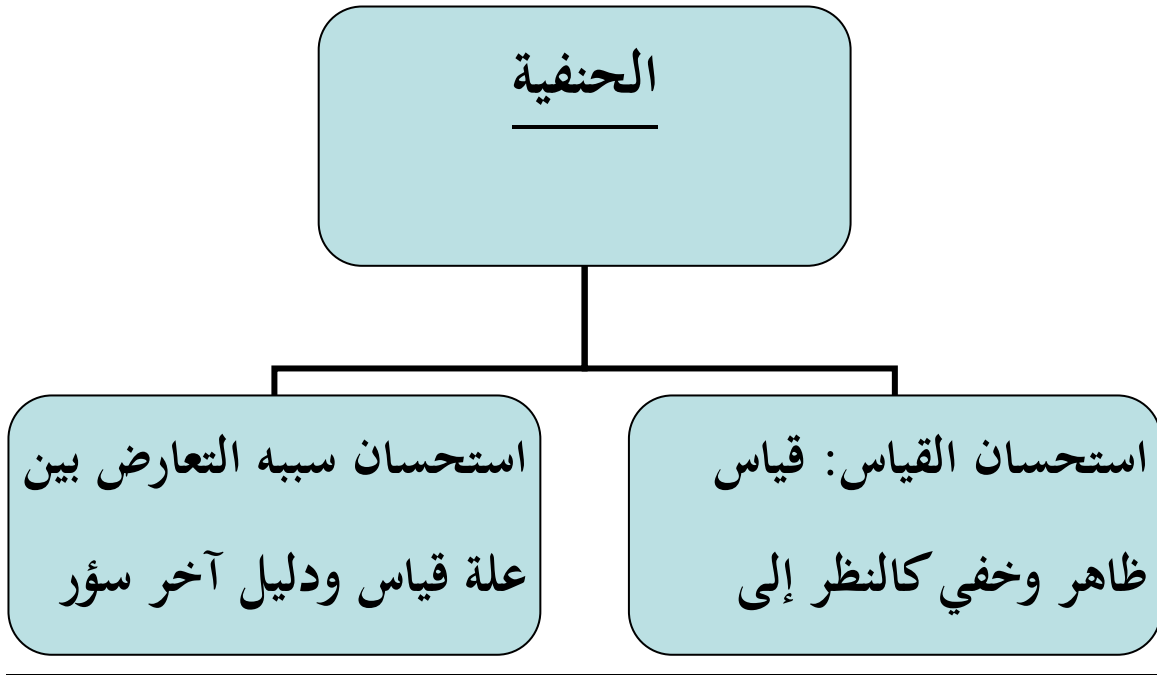 الحنفية
استحسان القياس: قياس
ظاهر وخفي كالنظر إلى
استحسان سببه التعارض بين
علة قياس ودليل آخر سؤر